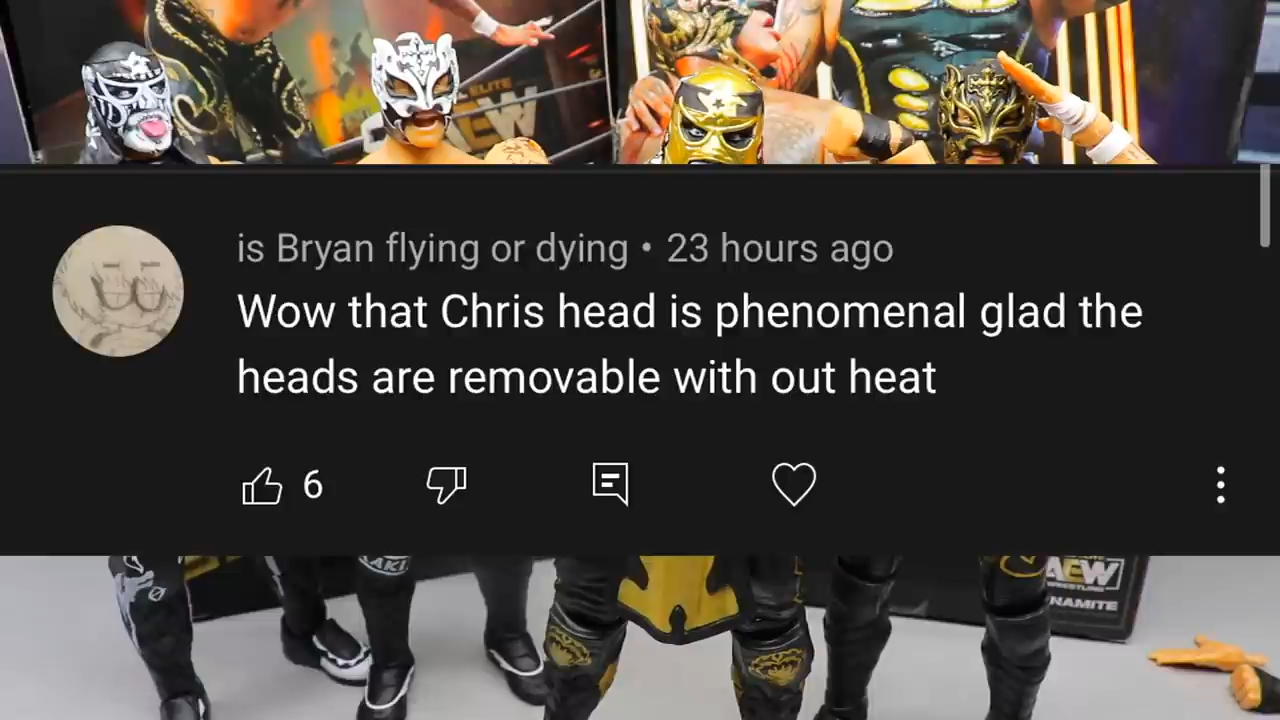 ELITE
AEW
is Bryan flying or dying • 23 hours ago
Wow that Chris head is phenomenal glad the
heads are removable with out heat
6
AEW
WRESTLING
NAMITE